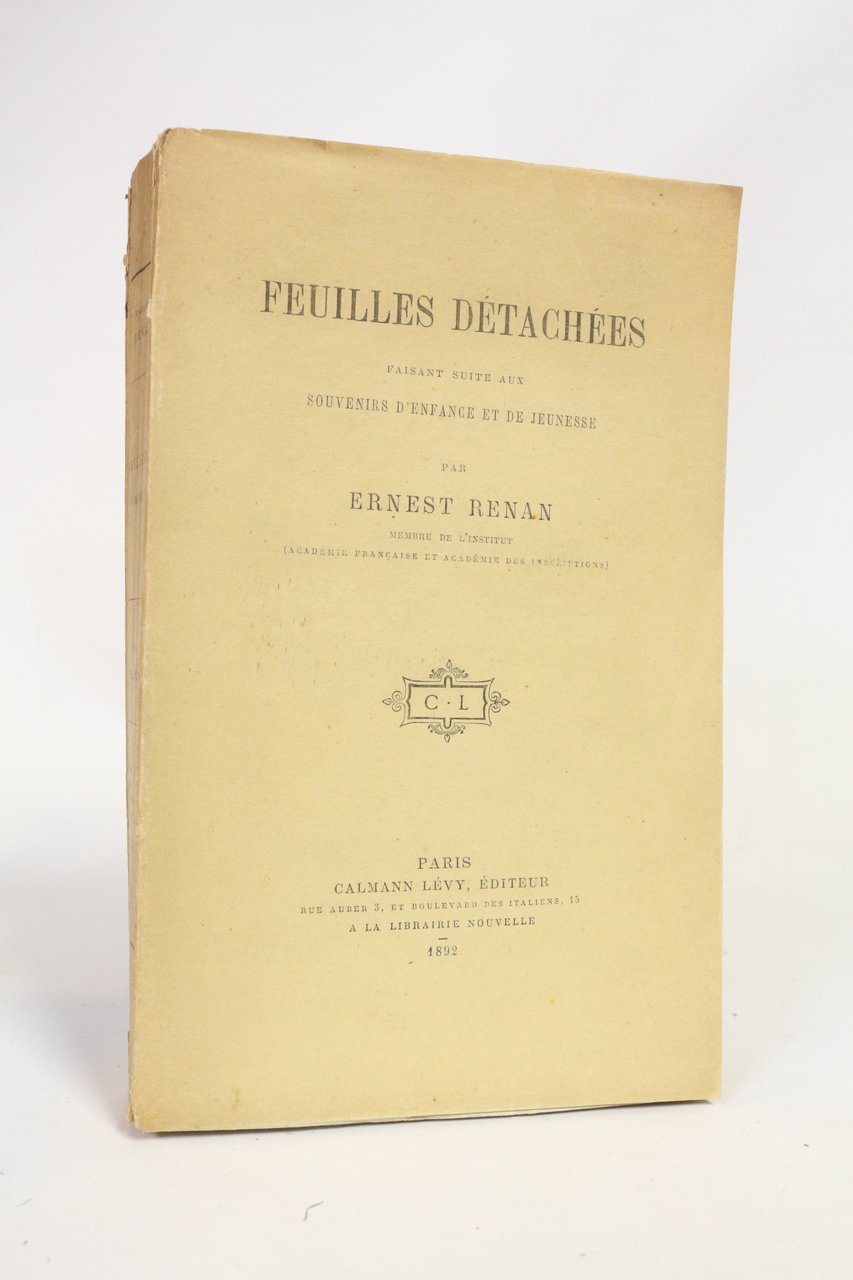 FEUILLES DÉTACHÉES
FAISANT SUITE AUX
SOUVENIRS D'ENFANCE ET DE JEUNESSE
PAR
ERNEST RENAN
MEMBRE DE L'INSTITUT
(ACADÉMIE FRANÇAISE ET ACADÉMIE DES INSCRIPTIONS)
C · L
PARIS
CALMANN LÉVY, ÉDITEUR
RUE AUBER 3, ET BOULEVARD DES ITALIENS, 15
A LA LIBRAIRIE NOUVELLE
1892